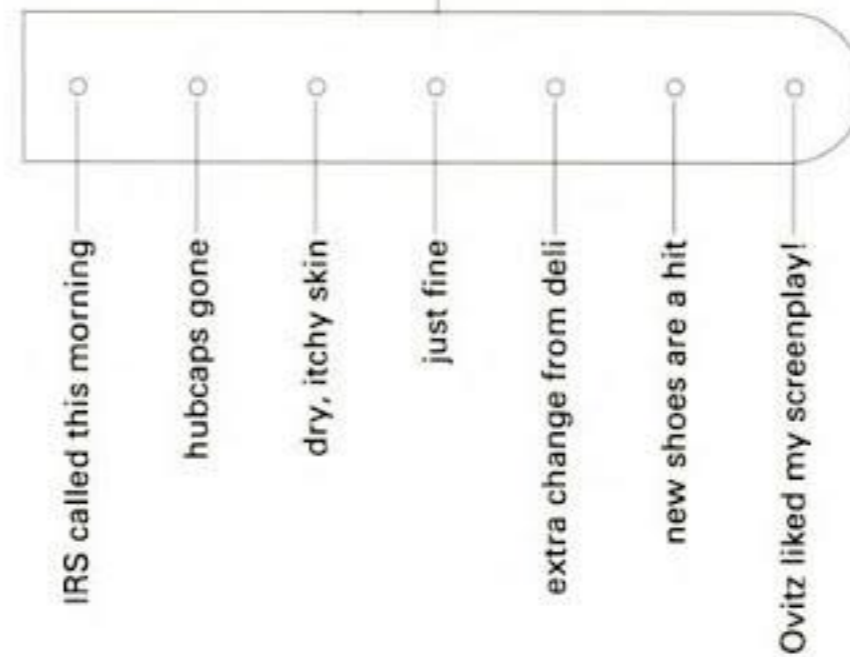 IRS called this morning
hubcaps gone
dry, itchy skin
just fine
extra change from deli
new shoes are a hit
Ovitz liked my screenplay!